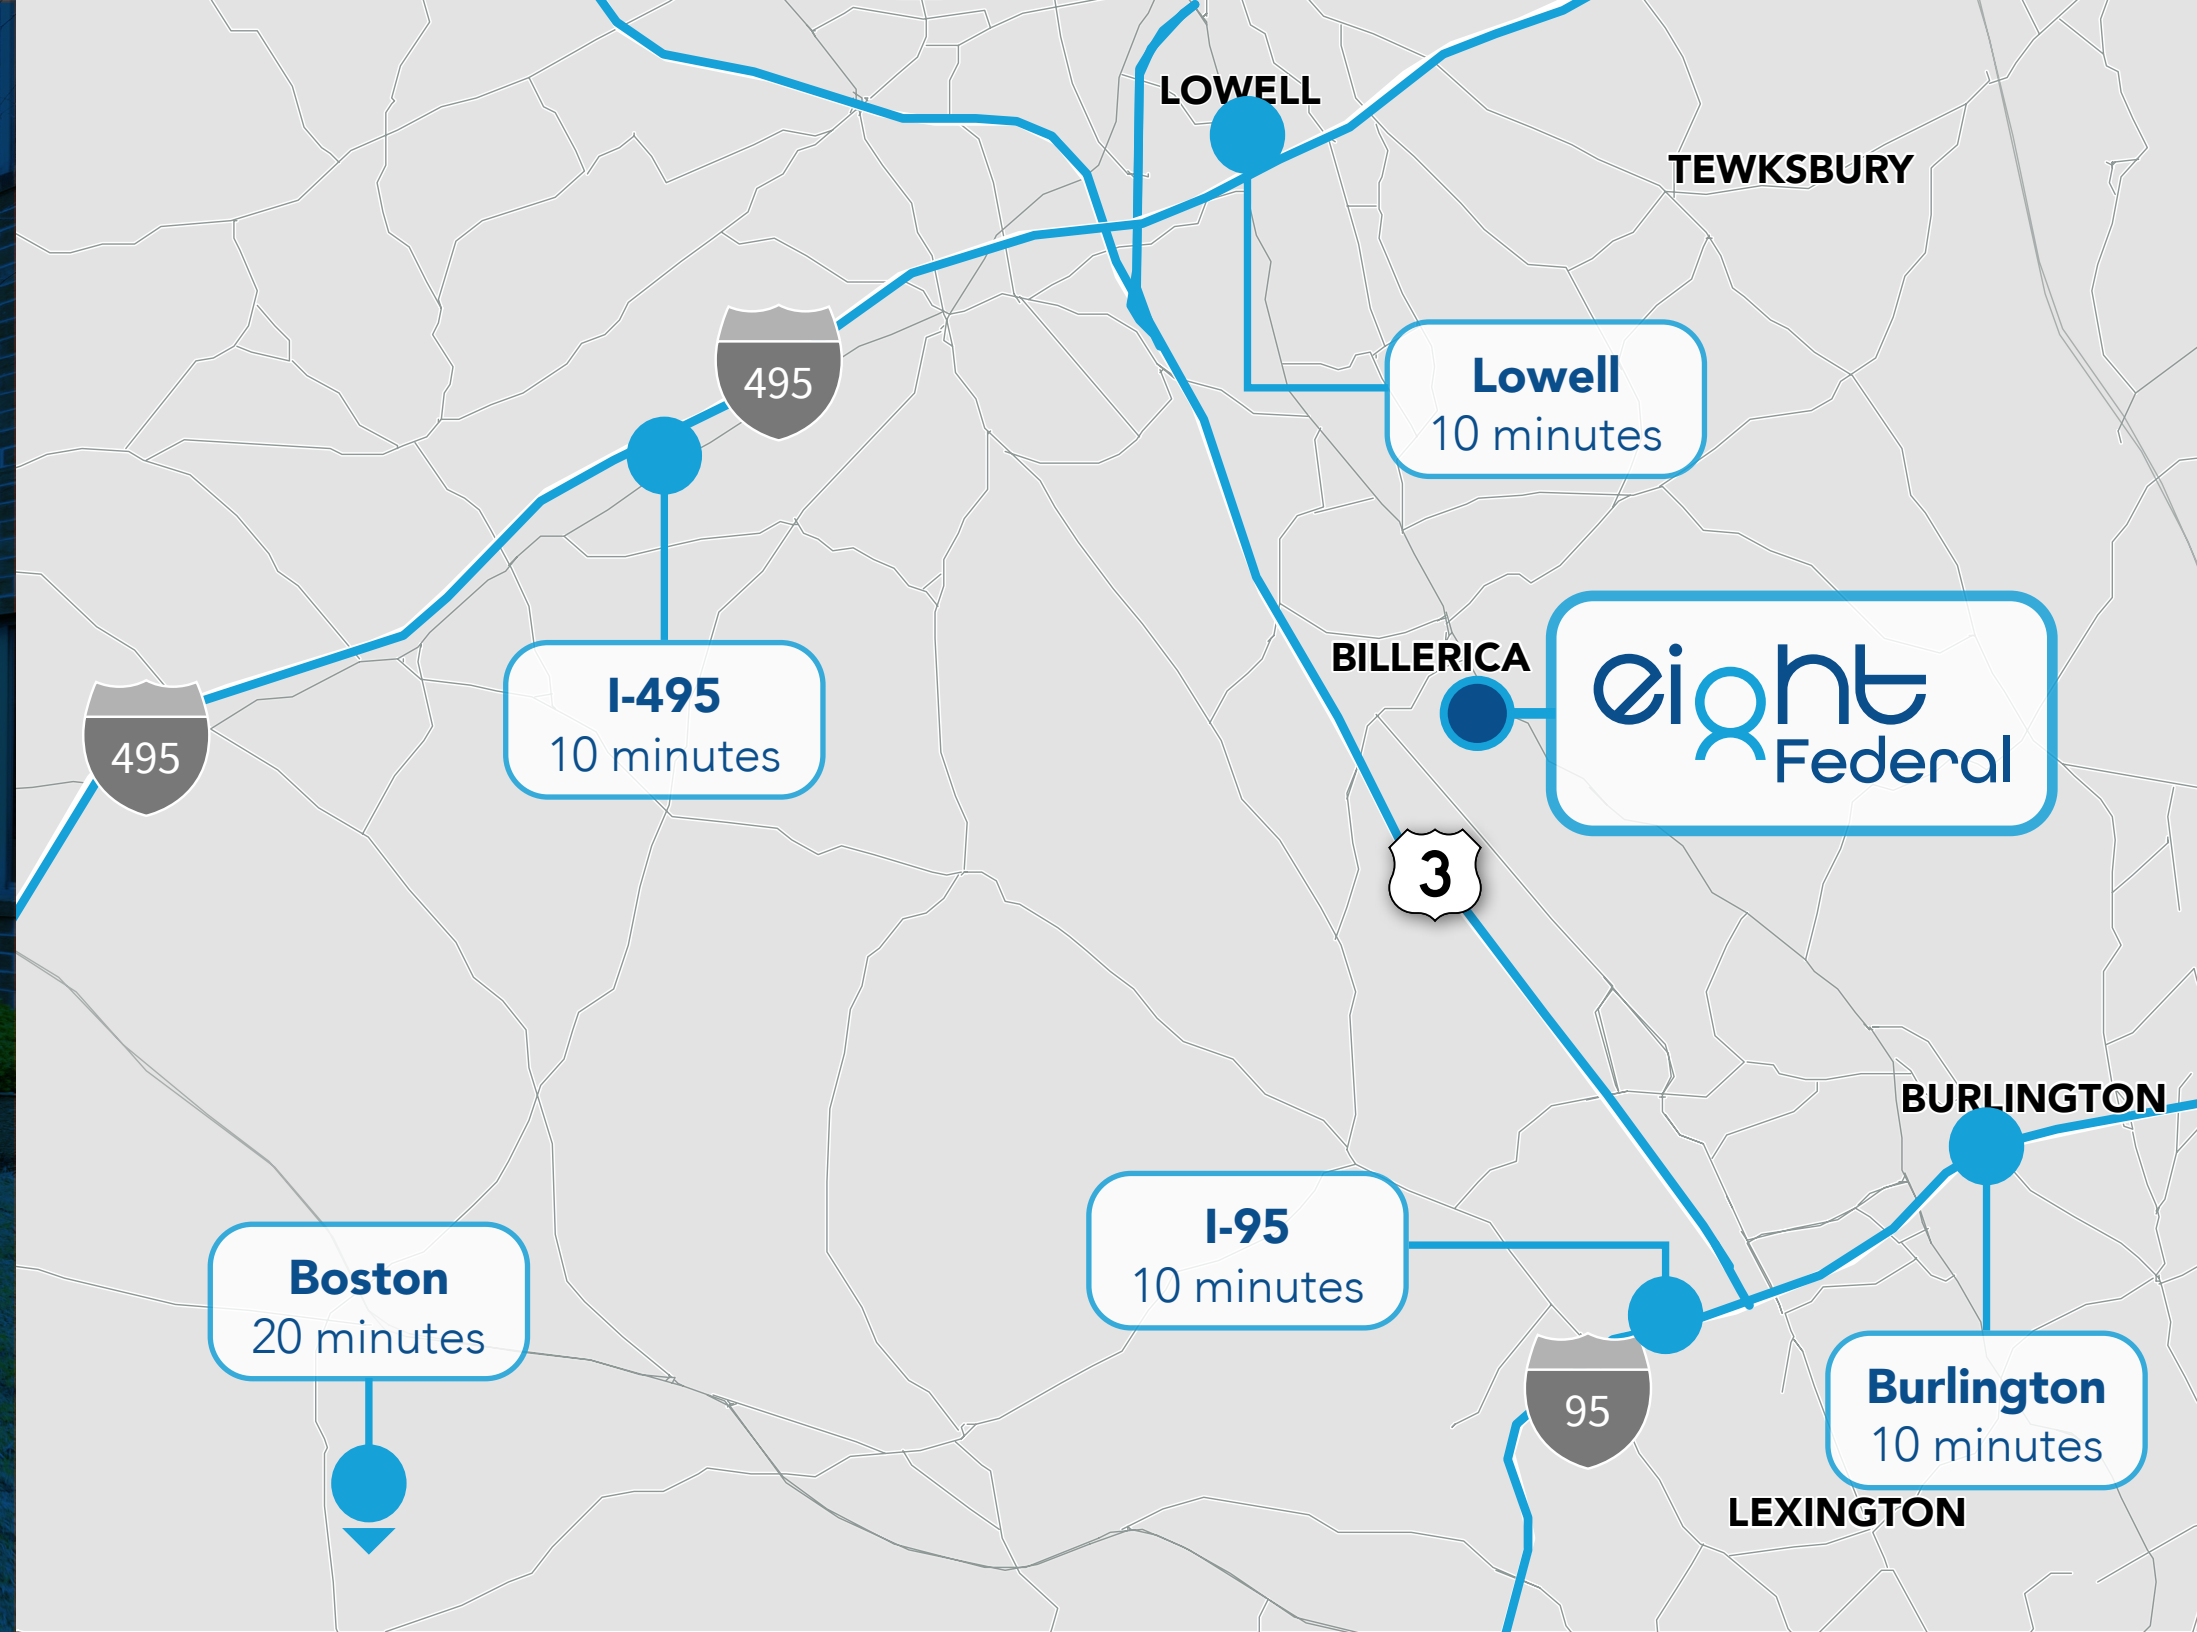 LOWELL
TEWKSBURY
495
Lowell
10 minutes
BILLERICA
eight
Federal
I-495
10 minutes
495
3
BURLINGTON
I-95
10 minutes
Boston
20 minutes
95
Burlington
10 minutes
LEXINGTON